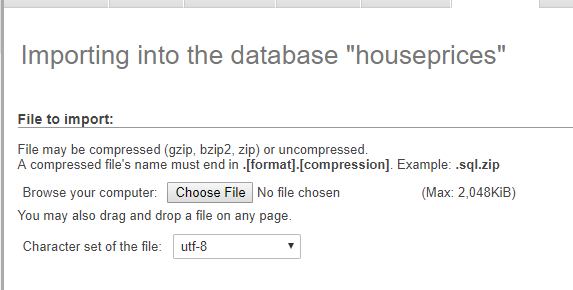 Importing into the database "houseprices"
File to import:
File may be compressed (gzip, bzip2, zip) or uncompressed.
A compressed file's name must end in .[format].[compression]. Example: .sql.zip
Browse your computer: Choose File No file chosen (Max: 2,048KiB)
You may also drag and drop a file on any page.
Character set of the file: utf-8